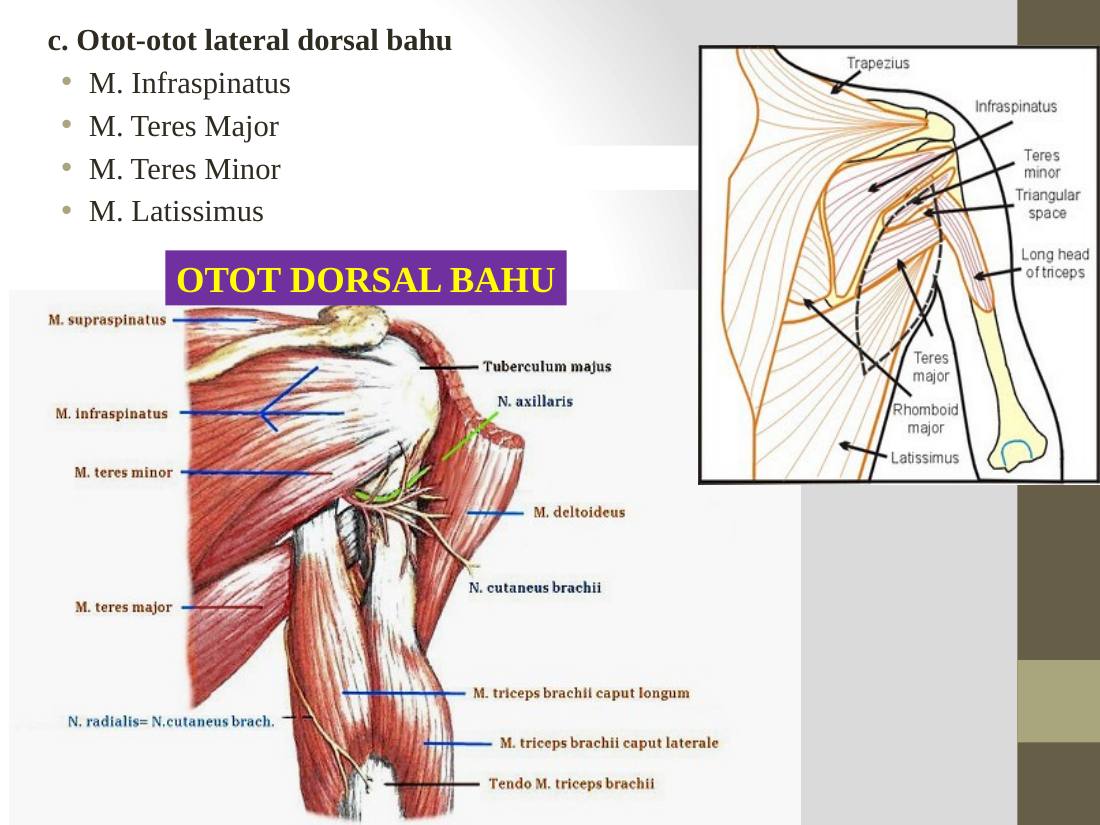 c. Otot-otot lateral dorsal bahu
• M. Infraspinatus
• M. Teres Major
• M. Teres Minor
• M. Latissimus
OTOT DORSAL BAHU
M. supraspinatus
Tuberculum majus
N. axillaris
M. infraspinatus
M. teres minor
M. deltoideus
N. cutaneus brachii
M. teres major
M. triceps brachii caput longum
N. radialis= N.cutaneus brach.
M. triceps brachii caput laterale
Tendo M. triceps brachii
Trapezius
Infraspinatus
Teres
minor
Triangular
space
Long head
of triceps
Teres
major
Rhomboid
major
Latissimus